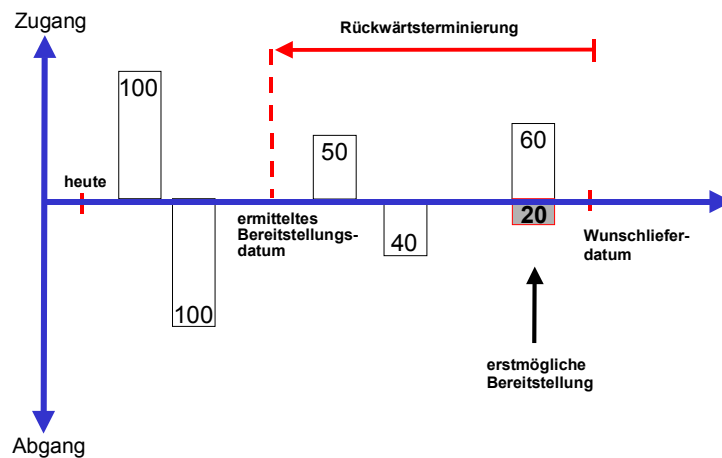 Zugang
Rückwärtsterminierung
100
50
60
heute
20
ermitteltes
Bereitstellungs-
datum
40
Wunschliefer-
datum
100
erstmögliche
Bereitstellung
Abgang